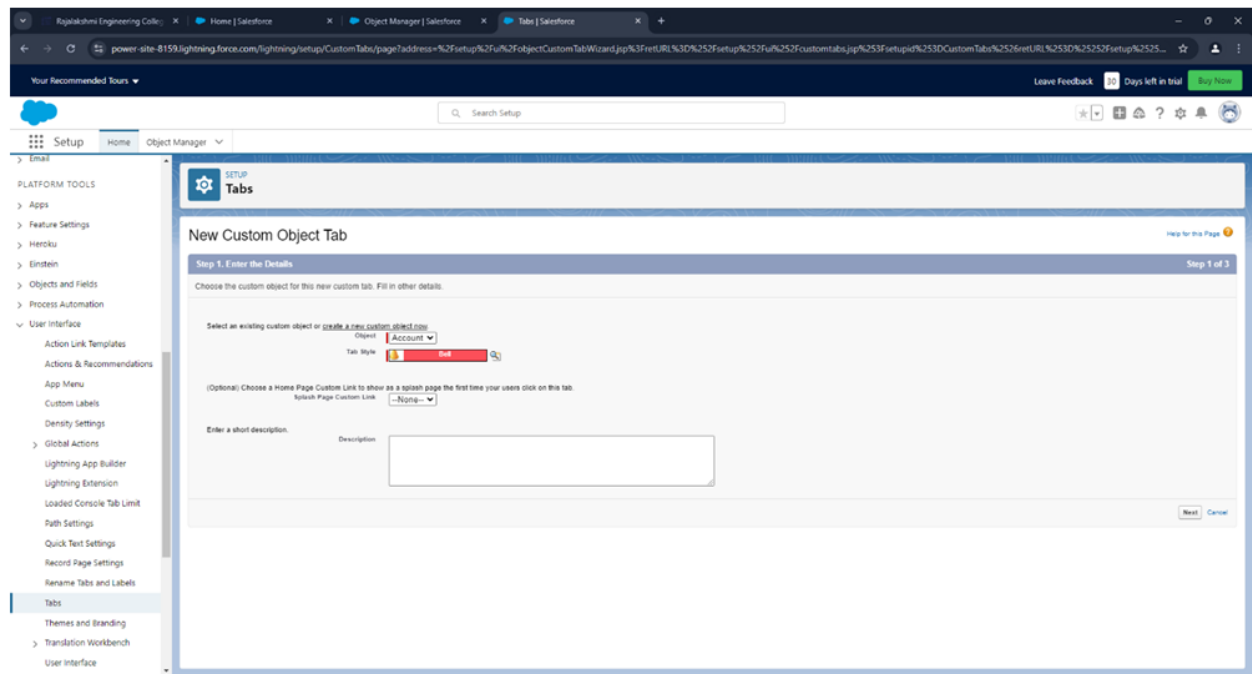 Rajalakshmi Engineering Colleg
Home | Salesforce
Object Manager | Salesforce
Tabs | Salesforce
power-site-8159.lightning.force.com/lightning/setup/CustomTabs/page?address=%2Fsetup%2Fui%2FobjectCustomTabWizard.jsp%3FretURL%3D%252Fsetup%252Fui%252Fcustomtabs.jsp%253Fsetupid%253DCustomTabs%2526retURL%253D%25252Fsetup%2525...
Your Recommended Tours
Leave Feedback 30 Days left in trial Buy Now
Search Setup
Setup Home Object Manager
Email
PLATFORM TOOLS
Apps
Feature Settings
Heroku
Einstein
Objects and Fields
Process Automation
User Interface
Action Link Templates
Actions & Recommendations
App Menu
Custom Labels
Density Settings
Global Actions
Lightning App Builder
Lightning Extension
Loaded Console Tab Limit
Path Settings
Quick Text Settings
Record Page Settings
Rename Tabs and Labels
Tabs
Themes and Branding
Translation Workbench
User Interface
SETUP
Tabs
New Custom Object Tab
Help for this Page
Step 1. Enter the Details Step 1 of 3
Choose the custom object for this new custom tab. Fill in other details.
Select an existing custom object or create a new custom object now.
Object Account
Tab Style Bell
(Optional) Choose a Home Page Custom Link to show as a splash page the first time your users click on this tab.
Splash Page Custom Link --None--
Enter a short description.
Description
Next Cancel